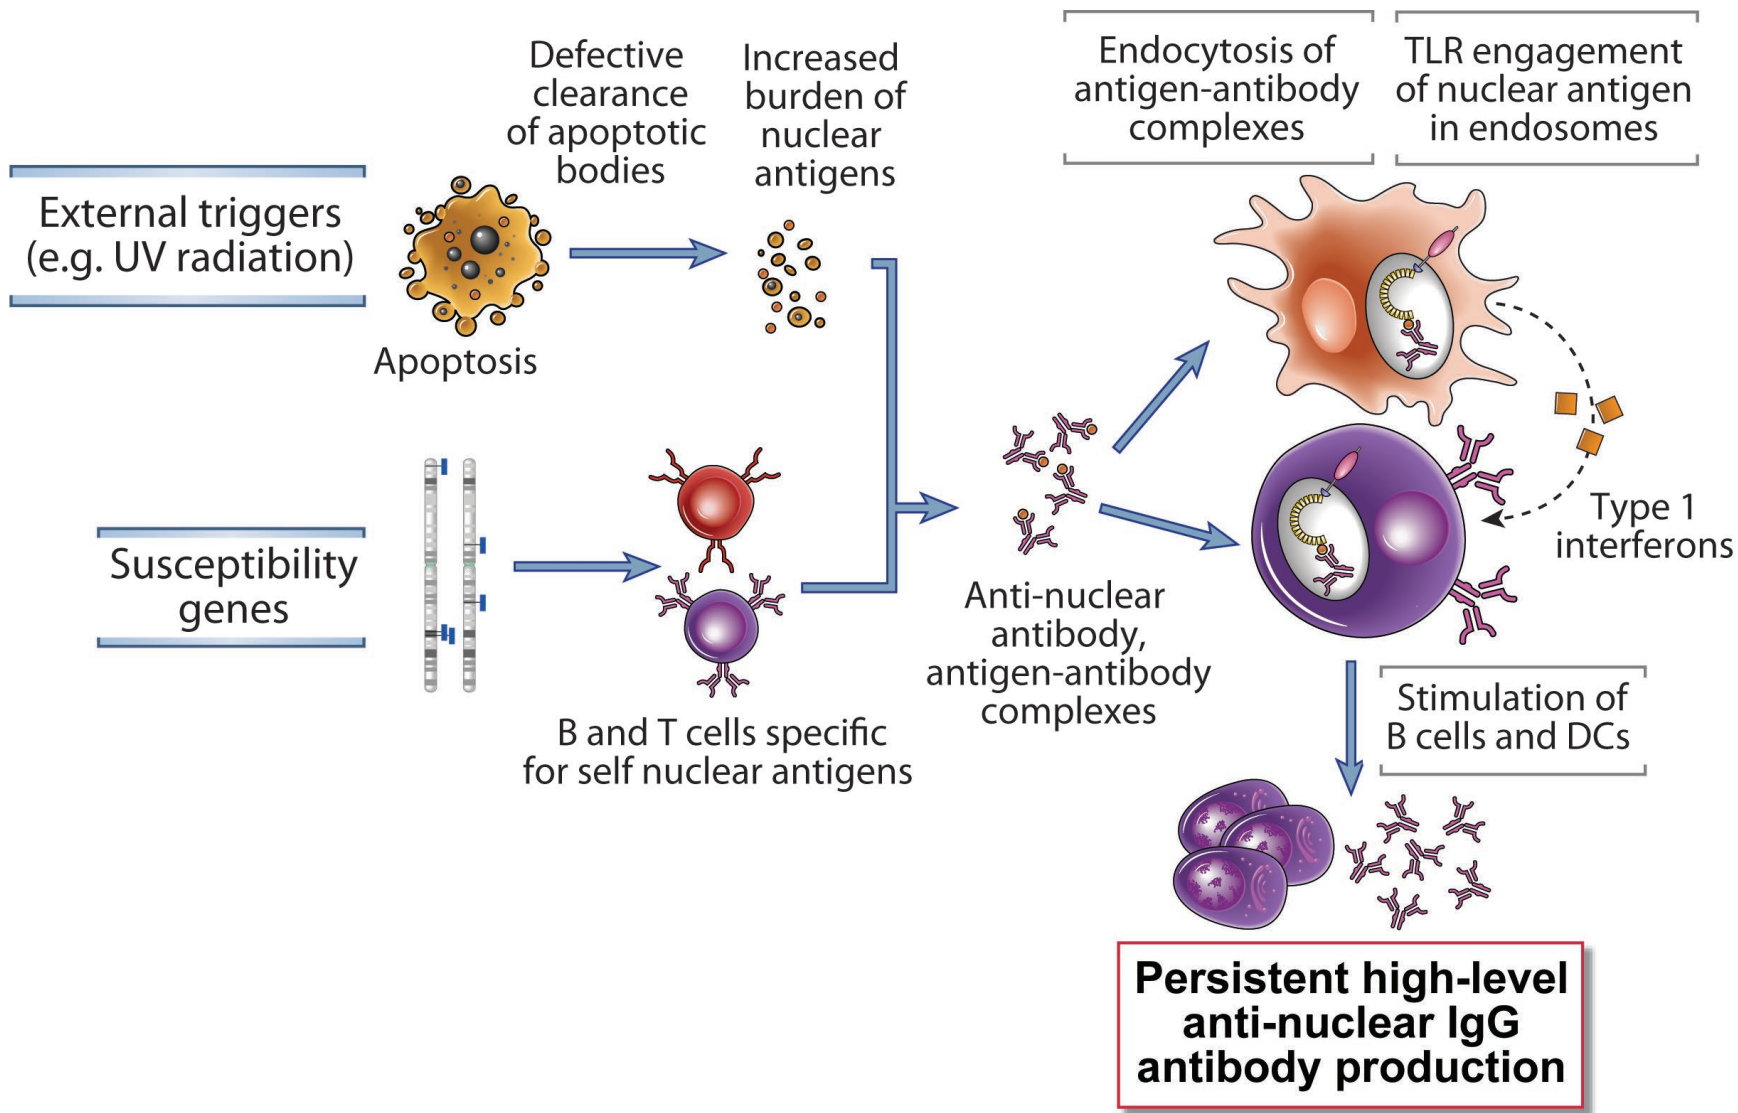 External triggers
(e.g. UV radiation)
Apoptosis
Defective
clearance
of apoptotic
bodies
Increased
burden of
nuclear
antigens
Susceptibility
genes
B and T cells specific
for self nuclear antigens
Anti-nuclear
antibody,
antigen-antibody
complexes
Endocytosis of
antigen-antibody
complexes
TLR engagement
of nuclear antigen
in endosomes
Type 1
interferons
Stimulation of
B cells and DCs
Persistent high-level
anti-nuclear IgG
antibody production